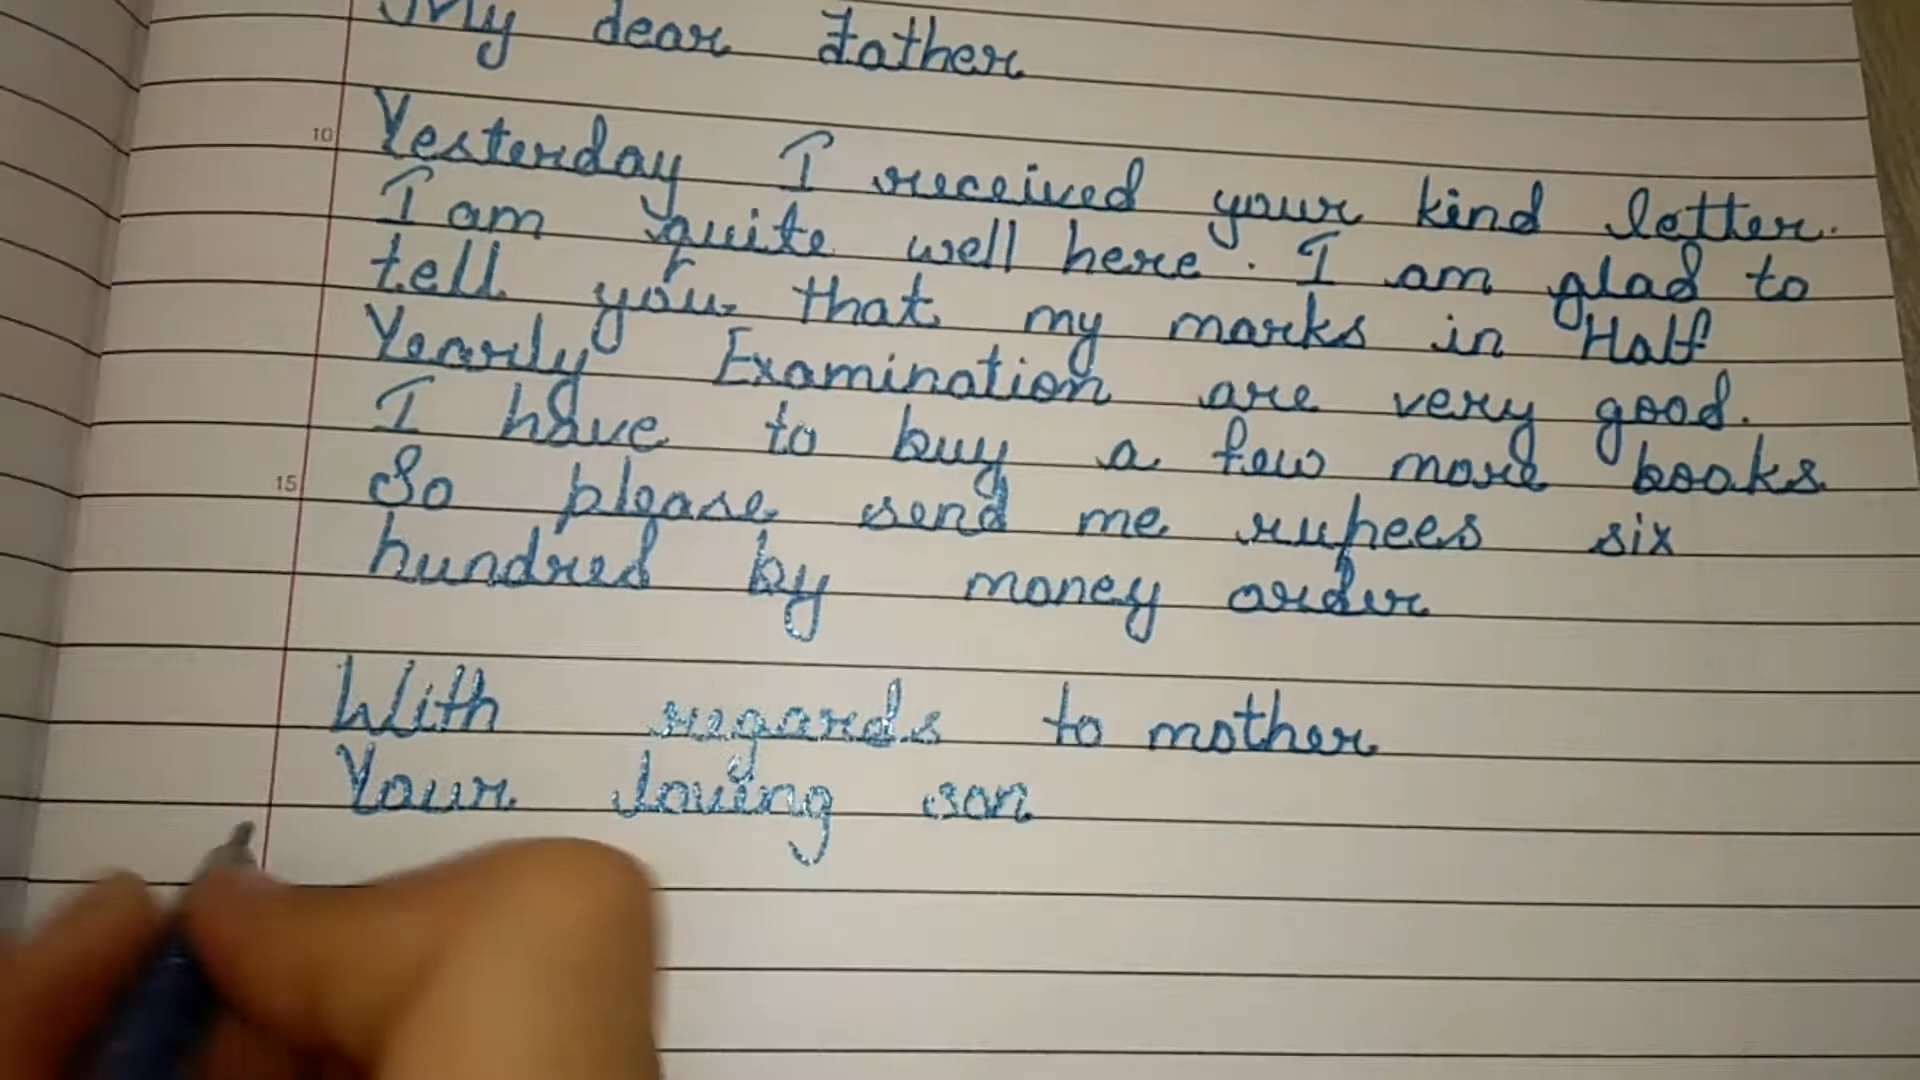 My dear Father
10
Yesterday I received your kind letter.
I am quite well here. I am glad to
tell you that my marks in Half
Yearly Examination are very good.
I have to buy a few more books
15
So please send me rupees six
hundred by money order
With regards to mother
Your loving son